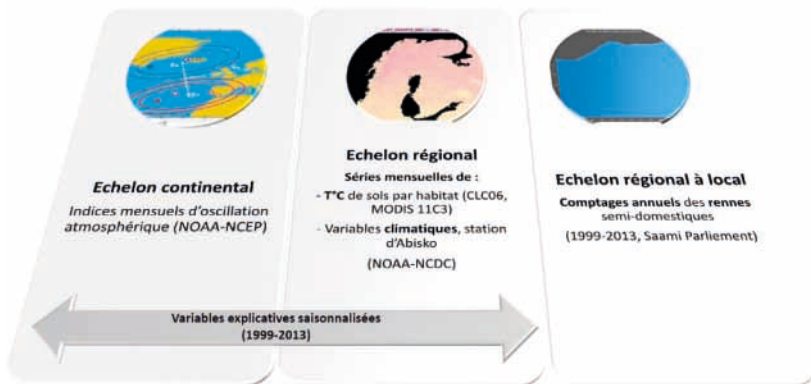 Echelon continental
Indices mensuels d'oscillation
atmosphérique (NOAA-NCEP)
Echelon régional
Séries mensuelles de :
- T°C de sols par habitat (CLC06,
MODIS 11C3)
- Variables climatiques, station
d'Abisko
(NOAA-NCDC)
Echelon régional à local
Comptages annuels des rennes
semi-domestiques
(1999-2013, Saami Parliement)
Variables explicatives saisonnalisées
(1999-2013)